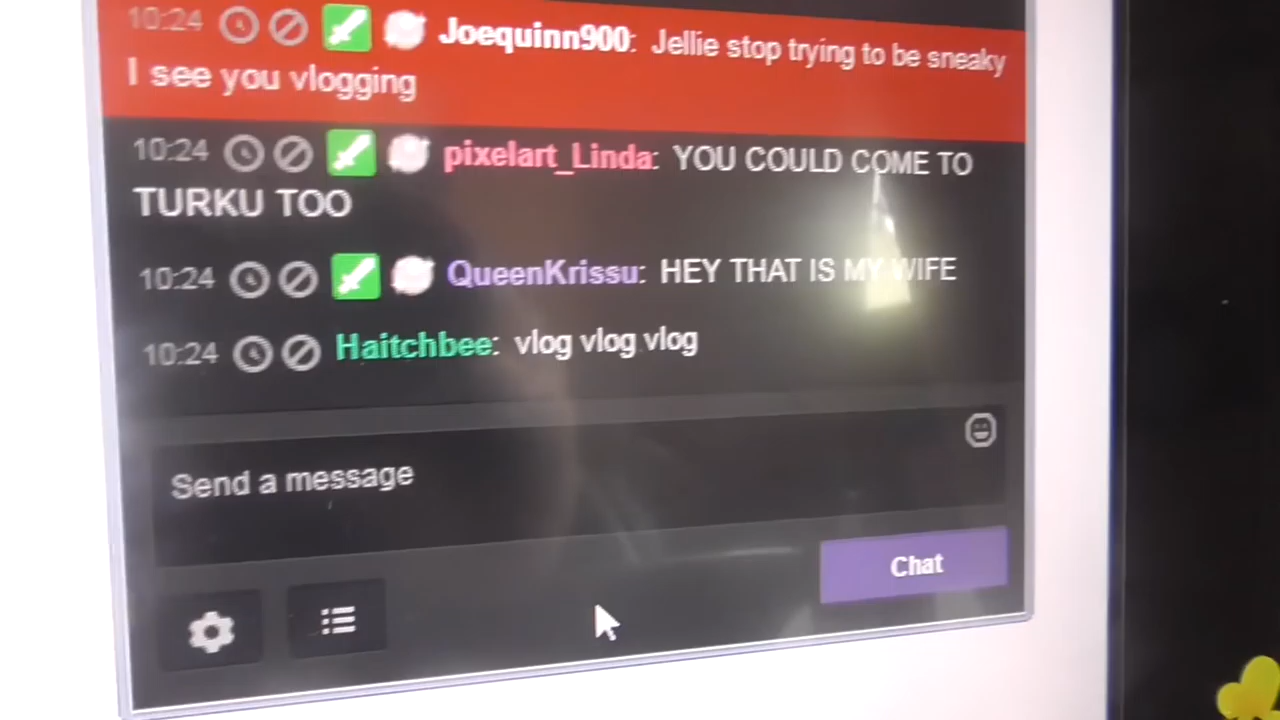 10:24 Joequinn900: Jellie stop trying to be sneaky
I see you vlogging
10:24 pixelart_Linda: YOU COULD COME TO
TURKU TOO
10:24 QueenKrissu: HEY THAT IS MY WIFE
10:24 Haitchbee: vlog vlog vlog
Send a message
Chat